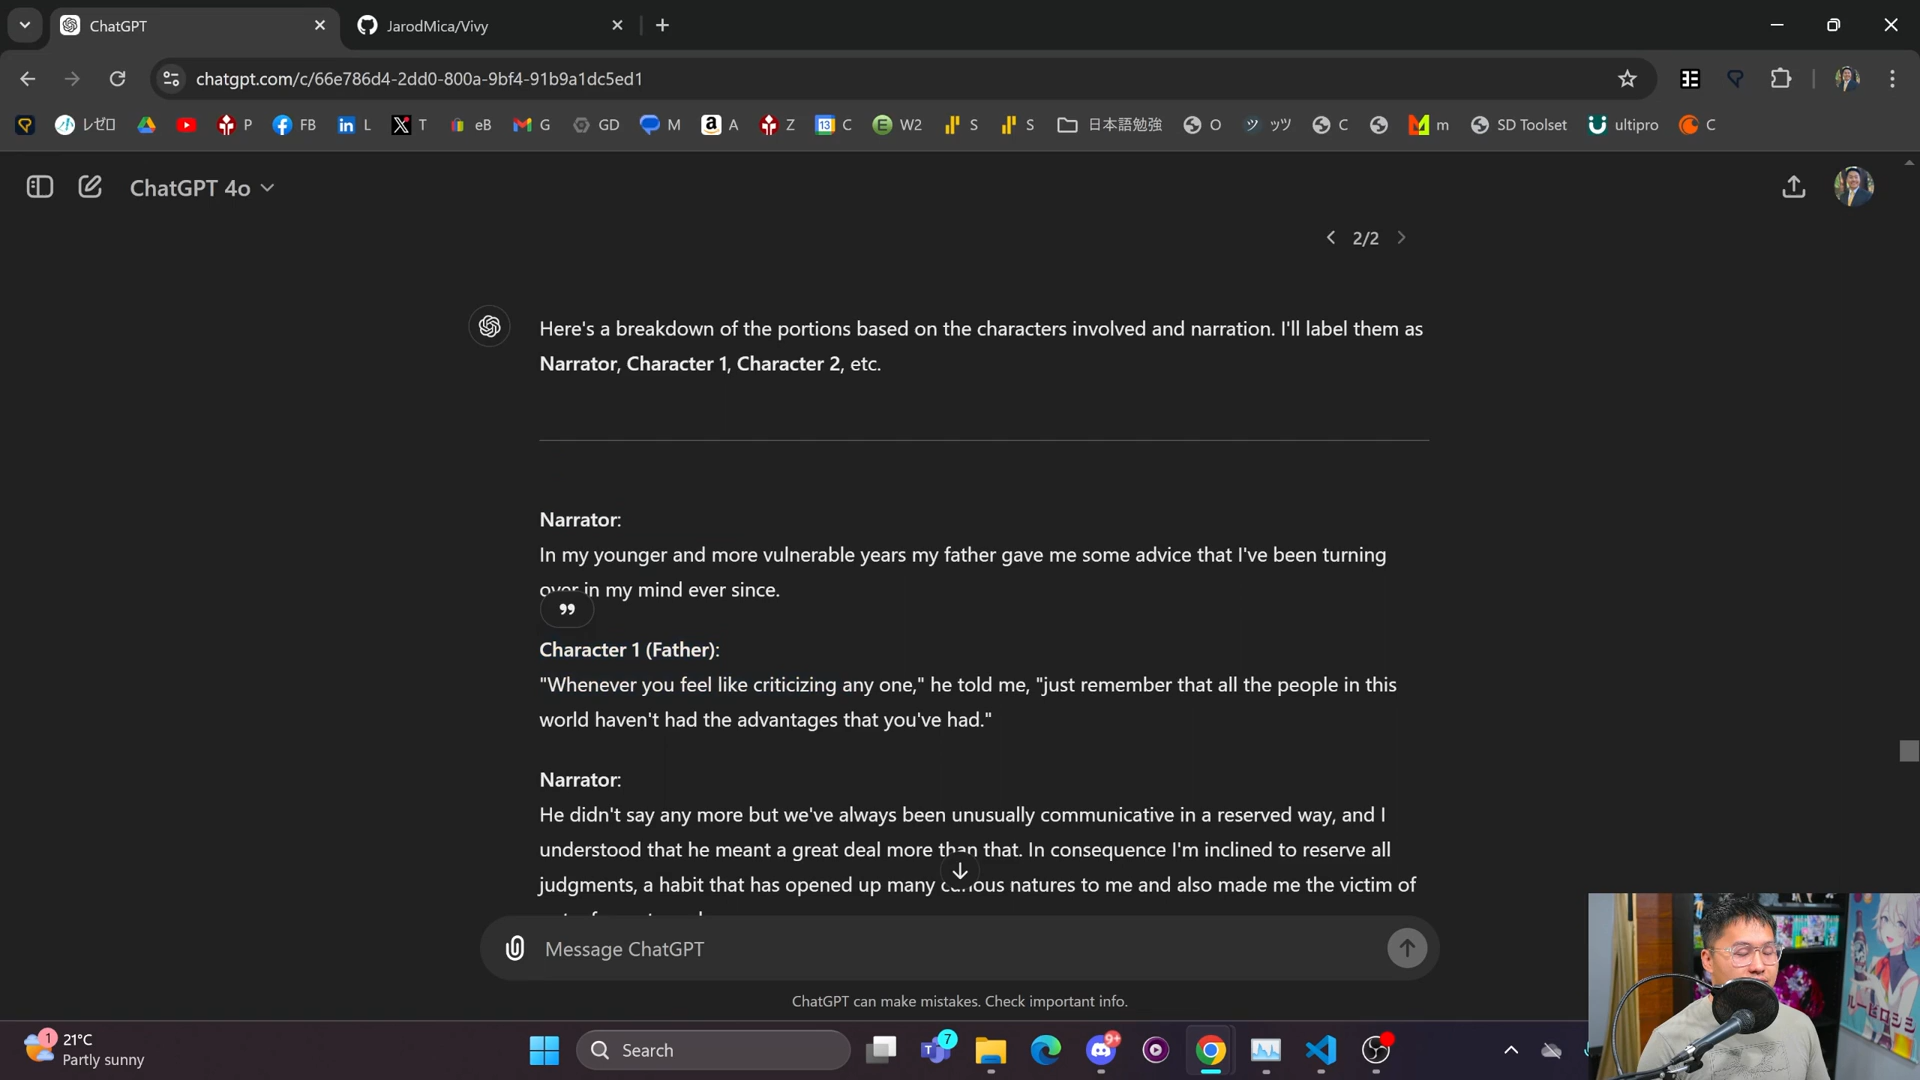 ChatGPT
JarodMica/Vivy
chatgpt.com/c/66e786d4-2dd0-800a-9bf4-91b9a1dc5ed1
レゼロ
P
FB
L
T
eB
G
GD
M
A
Z
13
C
W2
S
S
日本語勉強
O
ッツ
C
m
SD Toolset
ultipro
C
ChatGPT 4o
2/2
Here's a breakdown of the portions based on the characters involved and narration. I'll label them as
Narrator, Character 1, Character 2, etc.
Narrator:
In my younger and more vulnerable years my father gave me some advice that I've been turning
over in my mind ever since.
Character 1 (Father):
"Whenever you feel like criticizing any one," he told me, "just remember that all the people in this
world haven't had the advantages that you've had."
Narrator:
He didn't say any more but we've always been unusually communicative in a reserved way, and I
understood that he meant a great deal more than that. In consequence I'm inclined to reserve all
judgments, a habit that has opened up many curious natures to me and also made me the victim of
Message ChatGPT
ChatGPT can make mistakes. Check important info.
1
21°C
Partly sunny
Search
7
9+